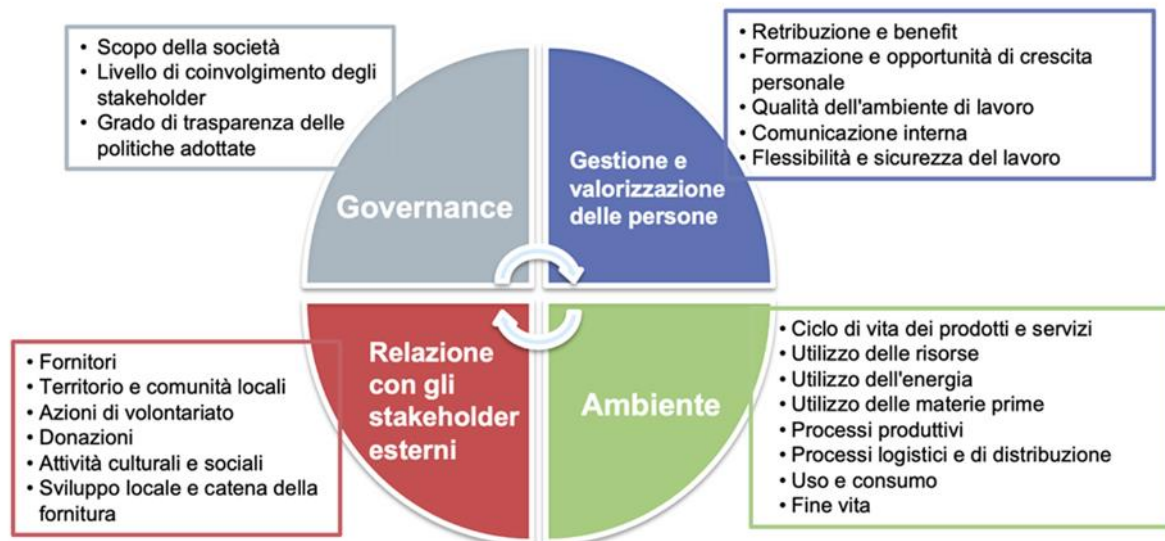 • Scopo della società
• Livello di coinvolgimento degli
stakeholder
• Grado di trasparenza delle
politiche adottate
Governance
• Retribuzione e benefit
• Formazione e opportunità di crescita
personale
• Qualità dell'ambiente di lavoro
• Comunicazione interna
• Flessibilità e sicurezza del lavoro
Gestione e
valorizzazione
delle persone
• Fornitori
• Territorio e comunità locali
• Azioni di volontariato
• Donazioni
• Attività culturali e sociali
• Sviluppo locale e catena della
fornitura
Relazione
con gli
stakeholder
esterni
Ambiente
• Ciclo di vita dei prodotti e servizi
• Utilizzo delle risorse
• Utilizzo dell'energia
• Utilizzo delle materie prime
• Processi produttivi
• Processi logistici e di distribuzione
• Uso e consumo
• Fine vita